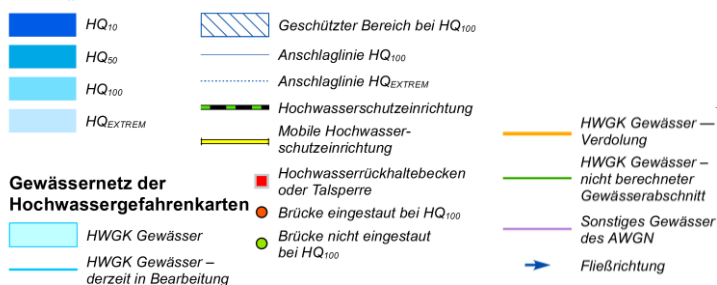 HQ10
HQ50
HQ100
HQEXTREM
Gewässernetz der
Hochwassergefahrenkarten
HWGK Gewässer
HWGK Gewässer –
derzeit in Bearbeitung
Geschützter Bereich bei HQ100
Anschlaglinie HQ100
Anschlaglinie HQEXTREM
Hochwasserschutzeinrichtung
Mobile Hochwasser-
schutzeinrichtung
Hochwasserrückhaltebecken
oder Talsperre
Brücke eingestaut bei HQ100
Brücke nicht eingestaut
bei HQ100
HWGK Gewässer —
Verdolung
HWGK Gewässer –
nicht berechneter
Gewässerabschnitt
Sonstiges Gewässer
des AWGN
Fließrichtung